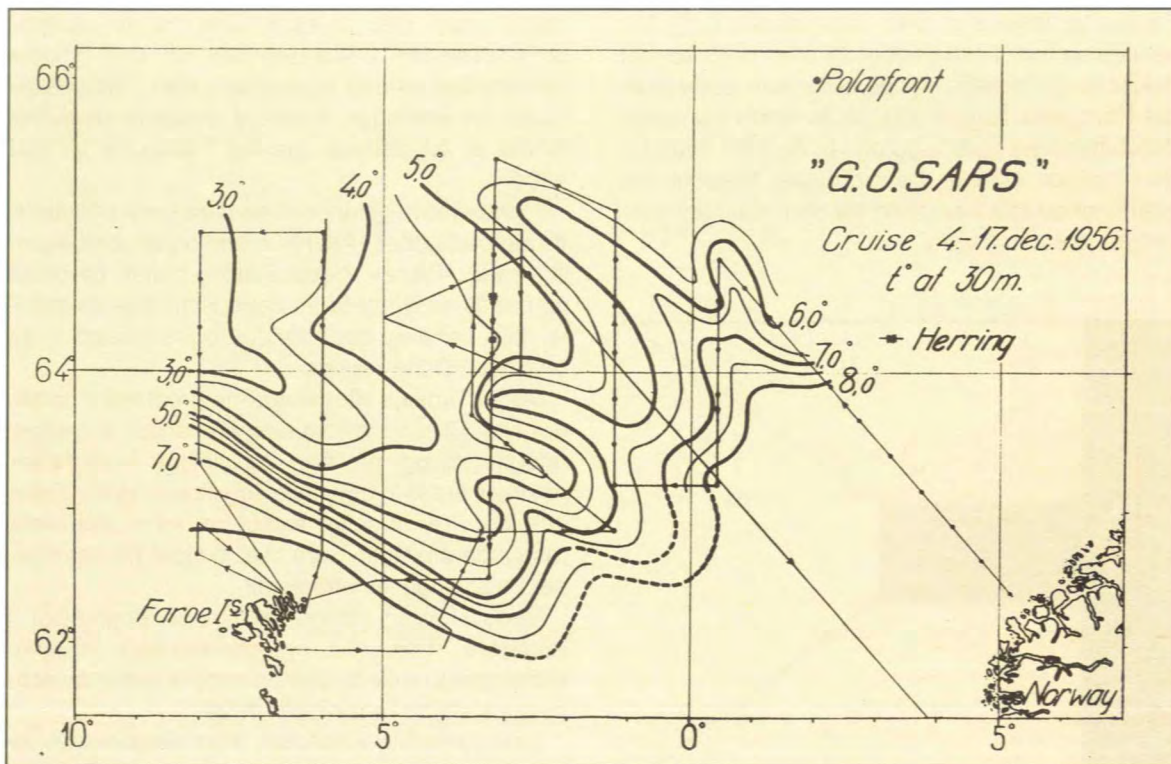 66°
•Polarfront
"G.O. SARS"
Cruise 4.-17. dec. 1956.
t° at 30 m.
3,0°
4,0°
5,0°
6,0°
7,0°
8,0°
Herring
64°
3,0°
5,0°
7,0°
Faroe Is
62°
Norway
10°
5°
0°
5°